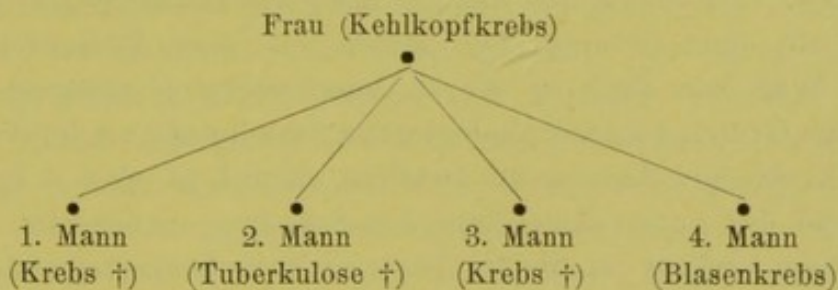 Frau (Kehlkopfkrebs)
1. Mann 2. Mann 3. Mann 4. Mann
(Krebs †) (Tuberkulose †) (Krebs †) (Blasenkrebs)